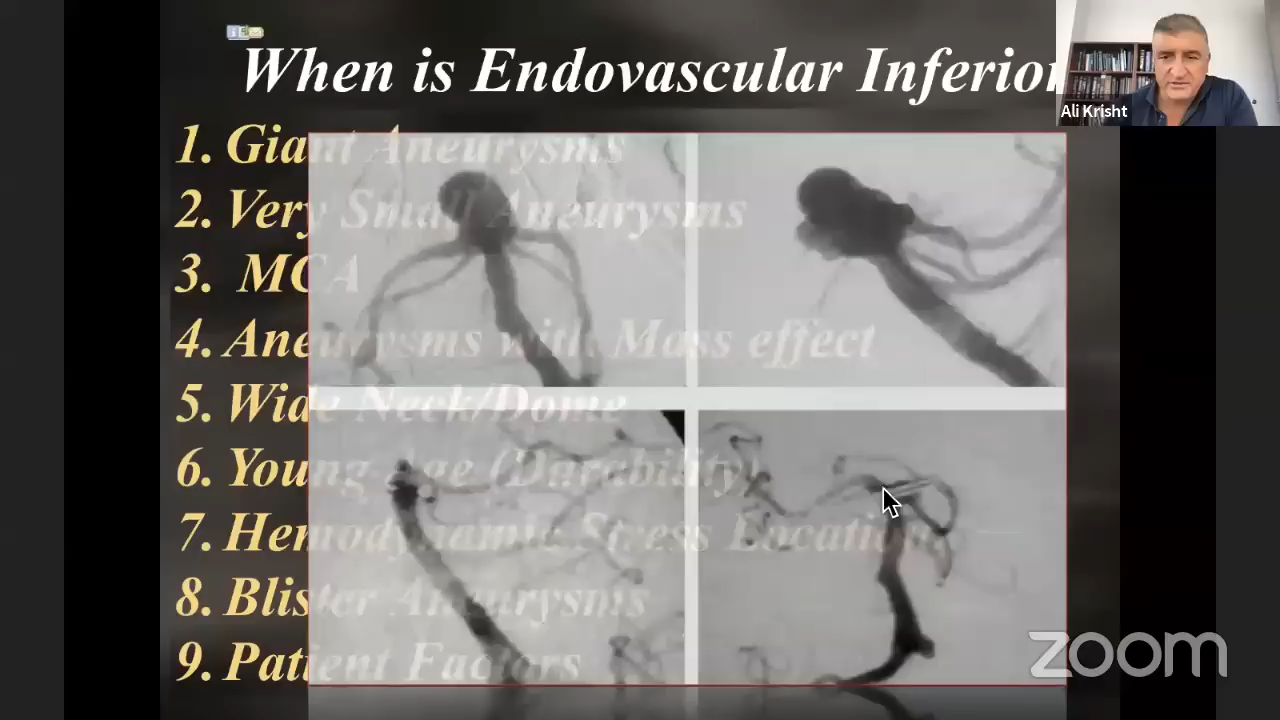 When is Endovascular Inferior
Ali Krisht
1. Giant Aneurysms
2. Very Small Aneurysms
3. MCA
4. Aneurysms with Mass effect
5. Wide Neck/Dome
6. Young Age (Durability)
7. Hemodynamic Stress Locations
8. Blister Aneurysms
9. Patient Factors
zoom